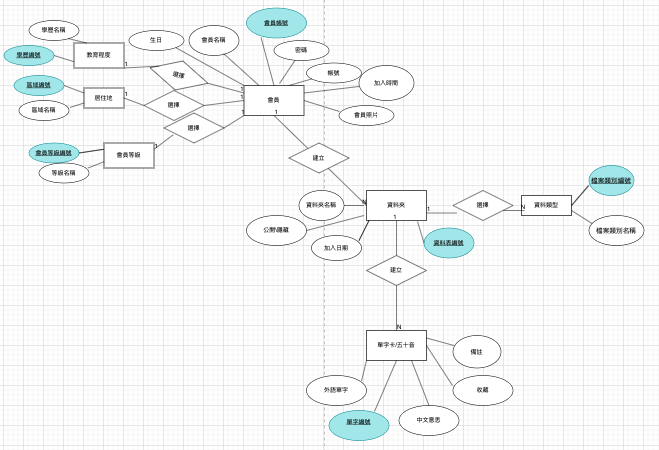 會員帳號
學歷名稱
生日
會員名稱
密碼
學歷編號
教育程度
1
選擇
帳號
加入時間
區域編號
居住地
1
1
1
會員
選擇
區域名稱
1
1
會員照片
選擇
會員等級編號
會員等級
1
建立
等級名稱
檔案類別編號
資料夾名稱
N
資料夾
1
選擇
N
資料類型
1
公開/隱藏
加入日期
資料表編號
檔案類別名稱
建立
N
單字卡/五十音
備註
外語單字
收藏
單字編號
中文意思